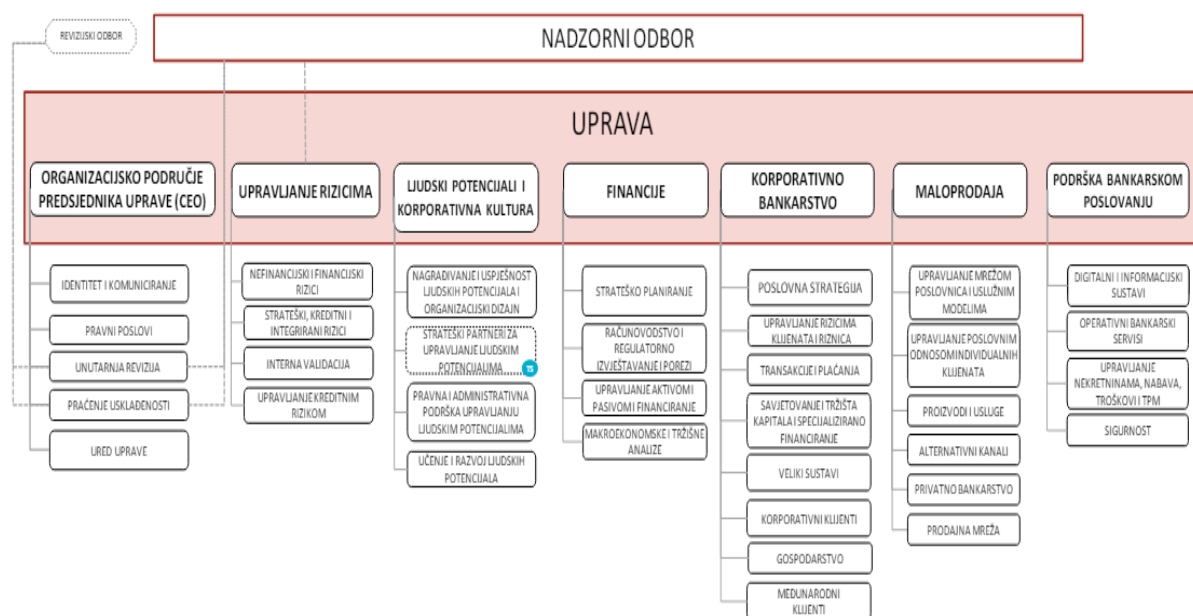 REVIZIJSKI ODBOR
NADZORNI ODBOR
UPRAVA
ORGANIZACIJSKO PODRUČJE
PREDSJEDNIKA UPRAVE (CEO)
IDENTITET I KOMUNICIRANJE
PRAVNI POSLOVI
UNUTARNJA REVIZIJA
PRAĆENJE USKLAĐENOSTI
URED UPRAVE
UPRAVLJANJE RIZICIMA
NEFINANCIJSKI I FINANCIJSKI
RIZICI
STRATEŠKI, KREDITNI I
INTEGRIRANI RIZICI
INTERNA VALIDACIJA
UPRAVLJANJE KREDITNIM
RIZIKOM
LJUDSKI POTENCIJALI I
KORPORATIVNA KULTURA
NAGRAĐIVANJE I USPJEŠNOST
LJUDSKIH POTENCIJALA I
ORGANIZACIJSKI DIZAJN
STRATEŠKI PARTNERI ZA
UPRAVLJANJE LJUDSKIM
POTENCIJALIMA
TS
PRAVNA I ADMINISTRATIVNA
PODRŠKA UPRAVLJANJU
LJUDSKIM POTENCIJALIMA
UČENJE I RAZVOJ LJUDSKIH
POTENCIJALA
FINANCIJE
STRATEŠKO PLANIRANJE
RAČUNOVODSTVO I
REGULATORNO
IZVJEŠTAVANJE I POREZI
UPRAVLJANJE AKTIVOM I
PASIVOM I FINANCIRANJE
MAKROEKONOMSKE I TRŽIŠNE
ANALIZE
KORPORATIVNO
BANKARSTVO
POSLOVNA STRATEGIJA
UPRAVLJANJE RIZICIMA
KLIJENATA I RIZNICA
TRANSAKCIJE I PLAĆANJA
SAVJETOVANJE I TRŽIŠTA
KAPITALA I SPECIJALIZIRANO
FINANCIRANJE
VELIKI SUSTAVI
KORPORATIVNI KLIJENTI
GOSPODARSTVO
MEĐUNARODNI
KLIJENTI
MALOPRODAJA
UPRAVLJANJE MREŽOM
POSLOVNICA I USLUŽNIM
MODELIMA
UPRAVLJANJE POSLOVNIM
ODNOSOM INDIVIDUALNIH
KLIJENATA
PROIZVODI I USLUGE
ALTERNATIVNI KANALI
PRIVATNO BANKARSTVO
PRODAJNA MREŽA
PODRŠKA BANKARSKOM
POSLOVANJU
DIGITALNI I INFORMACIJSKI
SUSTAVI
OPERATIVNI BANKARSKI
SERVISI
UPRAVLJANJE
NEKRETNINAMA, NABAVA,
TROŠKOVI I TPM
SIGURNOST